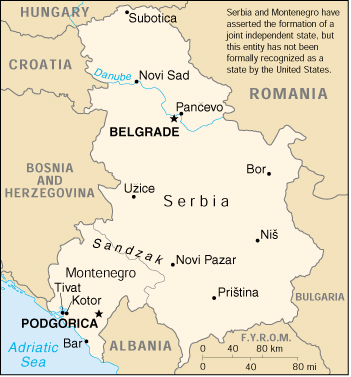 HUNGARY
Subotica
Serbia and Montenegro have
asserted the formation of a
joint independent state, but
this entity has not been
formally recognized as a
state by the United States.
CROATIA
Danube
Novi Sad
ROMANIA
Pancevo
BELGRADE
BOSNIA
AND
HERZEGOVINA
Bor
Uzice
Serbia
Niš
Sandzak
Novi Pazar
Montenegro
Tivat
Kotor
Priština
BULGARIA
PODGORICA
Bar
ALBANIA
F.Y.R.O.M.
Adriatic
Sea
0 40 80 km
0 40 80 mi